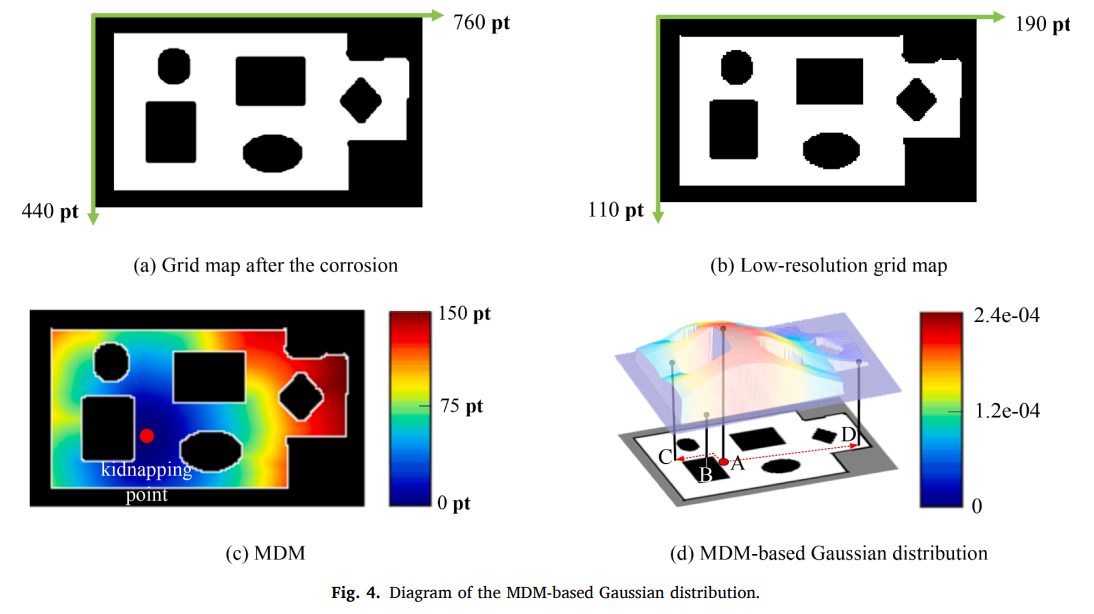 760 pt
440 pt
(a) Grid map after the corrosion
190 pt
110 pt
(b) Low-resolution grid map
kidnapping
point
150 pt
75 pt
0 pt
(c) MDM
A
B
C
D
2.4e-04
1.2e-04
0
(d) MDM-based Gaussian distribution
Fig. 4. Diagram of the MDM-based Gaussian distribution.